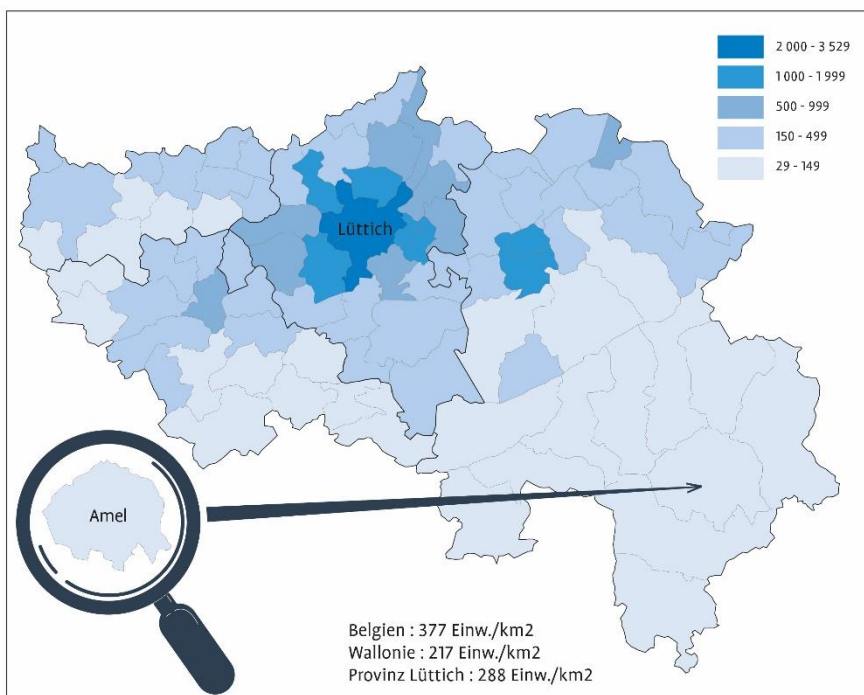 2 000 - 3 529
1 000 - 1 999
500 - 999
150 - 499
29 - 149
Lüttich
Amel
Belgien : 377 Einw./km2
Wallonie : 217 Einw./km2
Provinz Lüttich : 288 Einw./km2